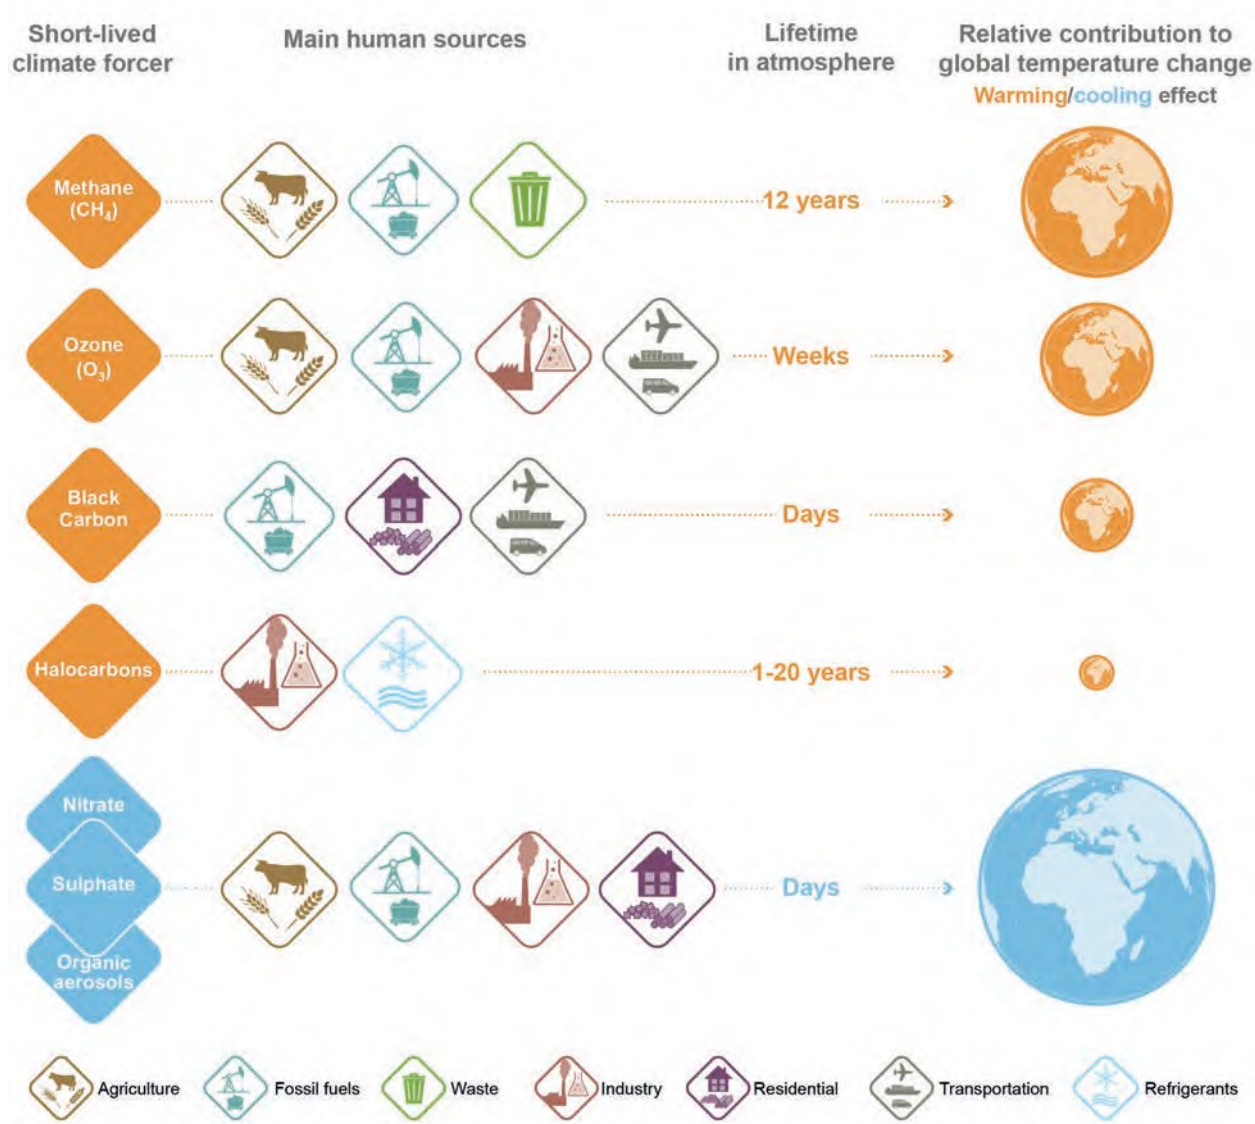 Short-lived
climate forcer
Main human sources
Lifetime
in atmosphere
Relative contribution to
global temperature change
Warming/cooling effect
Methane
(CH₄)
12 years
Ozone
(O₃)
Weeks
Black
Carbon
Days
Halocarbons
1-20 years
Nitrate
Sulphate
Organic
aerosols
Days
Agriculture
Fossil fuels
Waste
Industry
Residential
Transportation
Refrigerants